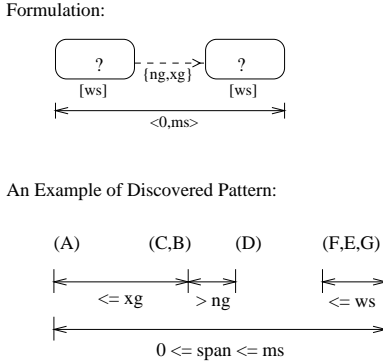 Formulation:
? {ng,xg} ?
[ws] [ws]
<0,ms>
An Example of Discovered Pattern:
(A) (C,B) (D) (F,E,G)
<= xg > ng <= ws
0 <= span <= ms